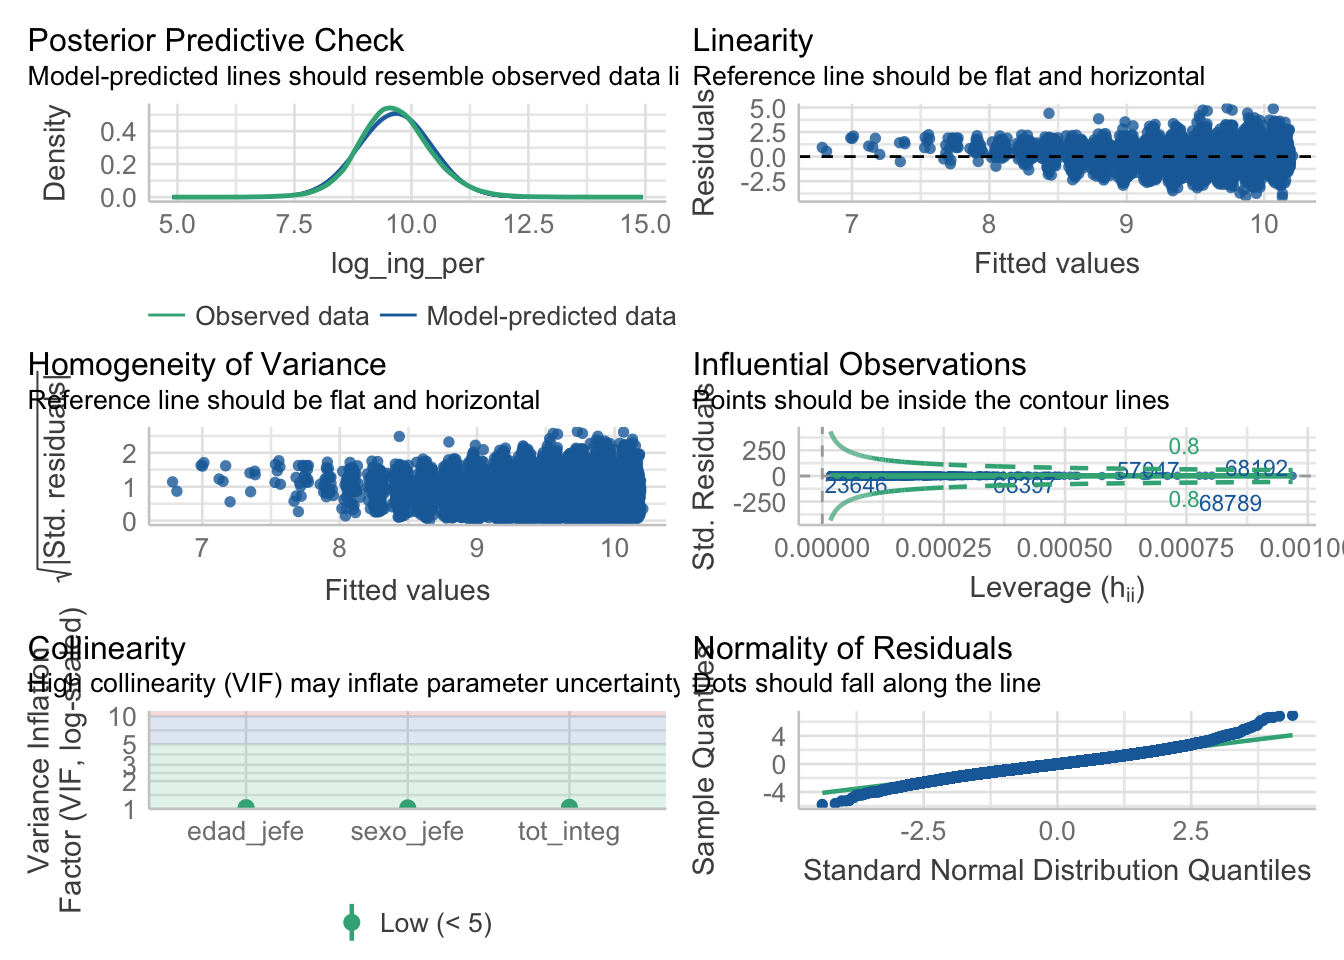 Posterior Predictive Check
Model-predicted lines should resemble observed data li
Density
0.4
0.2
0.0
5.0 7.5 10.0 12.5 15.0
log_ing_per
Observed data Model-predicted data
Linearity
Reference line should be flat and horizontal
Residuals
5.0
2.5
0.0
-2.5
7 8 9 10
Fitted values
Homogeneity of Variance
Reference line should be flat and horizontal
√|Std. residuals|
2
1
0
7 8 9 10
Fitted values
Influential Observations
Points should be inside the contour lines
Std. Residuals
250
0
-250
0.8
57047
68192
23646
68397
0.8
68789
0.00000 0.00025 0.00050 0.00075 0.00100
Leverage (hii)
Collinearity
High collinearity (VIF) may inflate parameter uncertainty
Variance Inflation
Factor (VIF, log-scaled)
10
5
3
2
1
edad_jefe sexo_jefe tot_integ
Low (< 5)
Normality of Residuals
Dots should fall along the line
Sample Quantiles
4
0
-4
-2.5 0.0 2.5
Standard Normal Distribution Quantiles